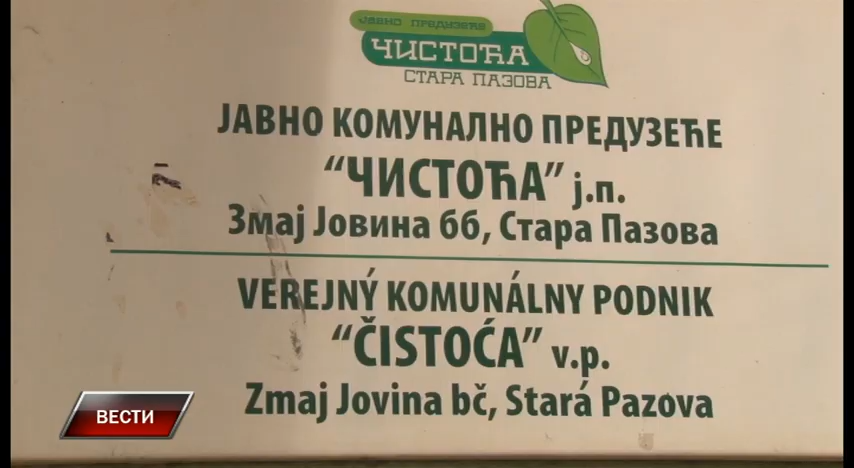 ЈАВНО ПРЕДУЗЕЋЕ
ЧИСТОЋА
СТАРА ПАЗОВА
ЈАВНО КОМУНАЛНО ПРЕДУЗЕЋЕ
“ЧИСТОЋА” ј.п.
Змај Јовина бб, Стара Пазова
VEREJNÝ KOMUNÁLNY PODNIK
“ČISTOĆA” v.p.
Zmaj Jovina bč, Stará Pazova
ВЕСТИ